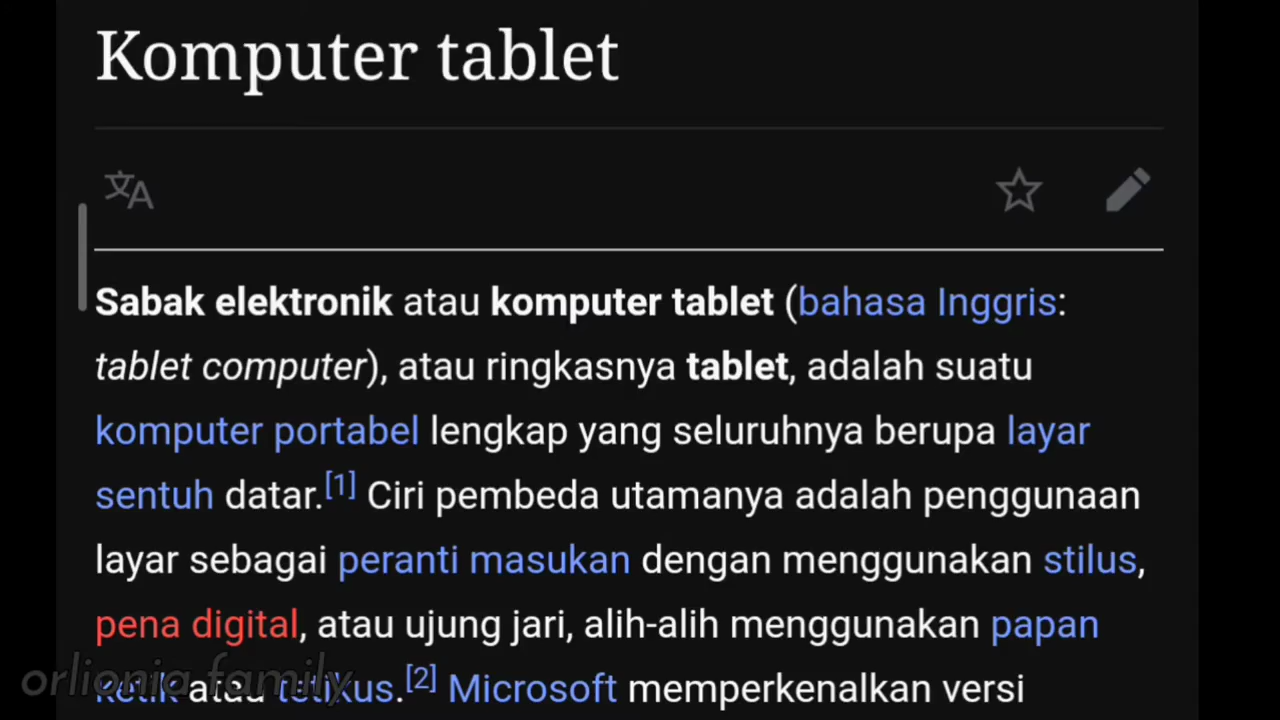 Komputer tablet
Sabak elektronik atau komputer tablet (bahasa Inggris:
tablet computer), atau ringkasnya tablet, adalah suatu
komputer portabel lengkap yang seluruhnya berupa layar
sentuh datar.[1] Ciri pembeda utamanya adalah penggunaan
layar sebagai peranti masukan dengan menggunakan stilus,
pena digital, atau ujung jari, alih-alih menggunakan papan
ketik atau tetikus.[2] Microsoft memperkenalkan versi
orlionia family